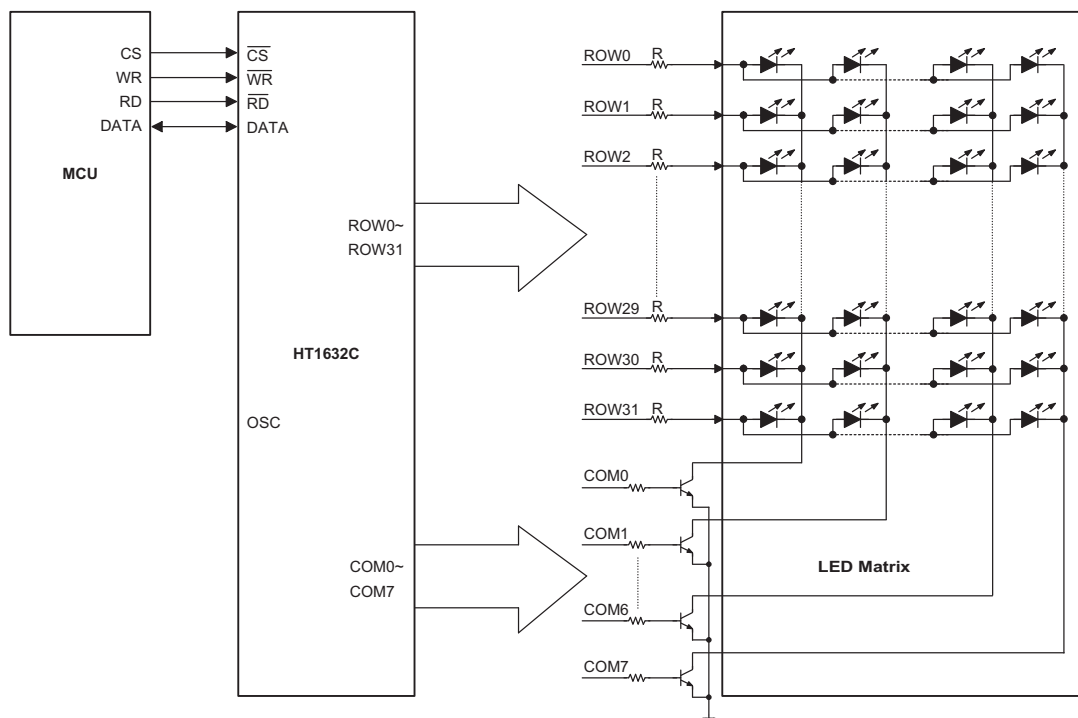 MCU
CS
WR
RD
DATA
CS
WR
RD
DATA
HT1632C
OSC
ROW0~
ROW31
COM0~
COM7
ROW0 R
ROW1 R
ROW2 R
ROW29 R
ROW30 R
ROW31 R
COM0
COM1
COM6
COM7
LED Matrix